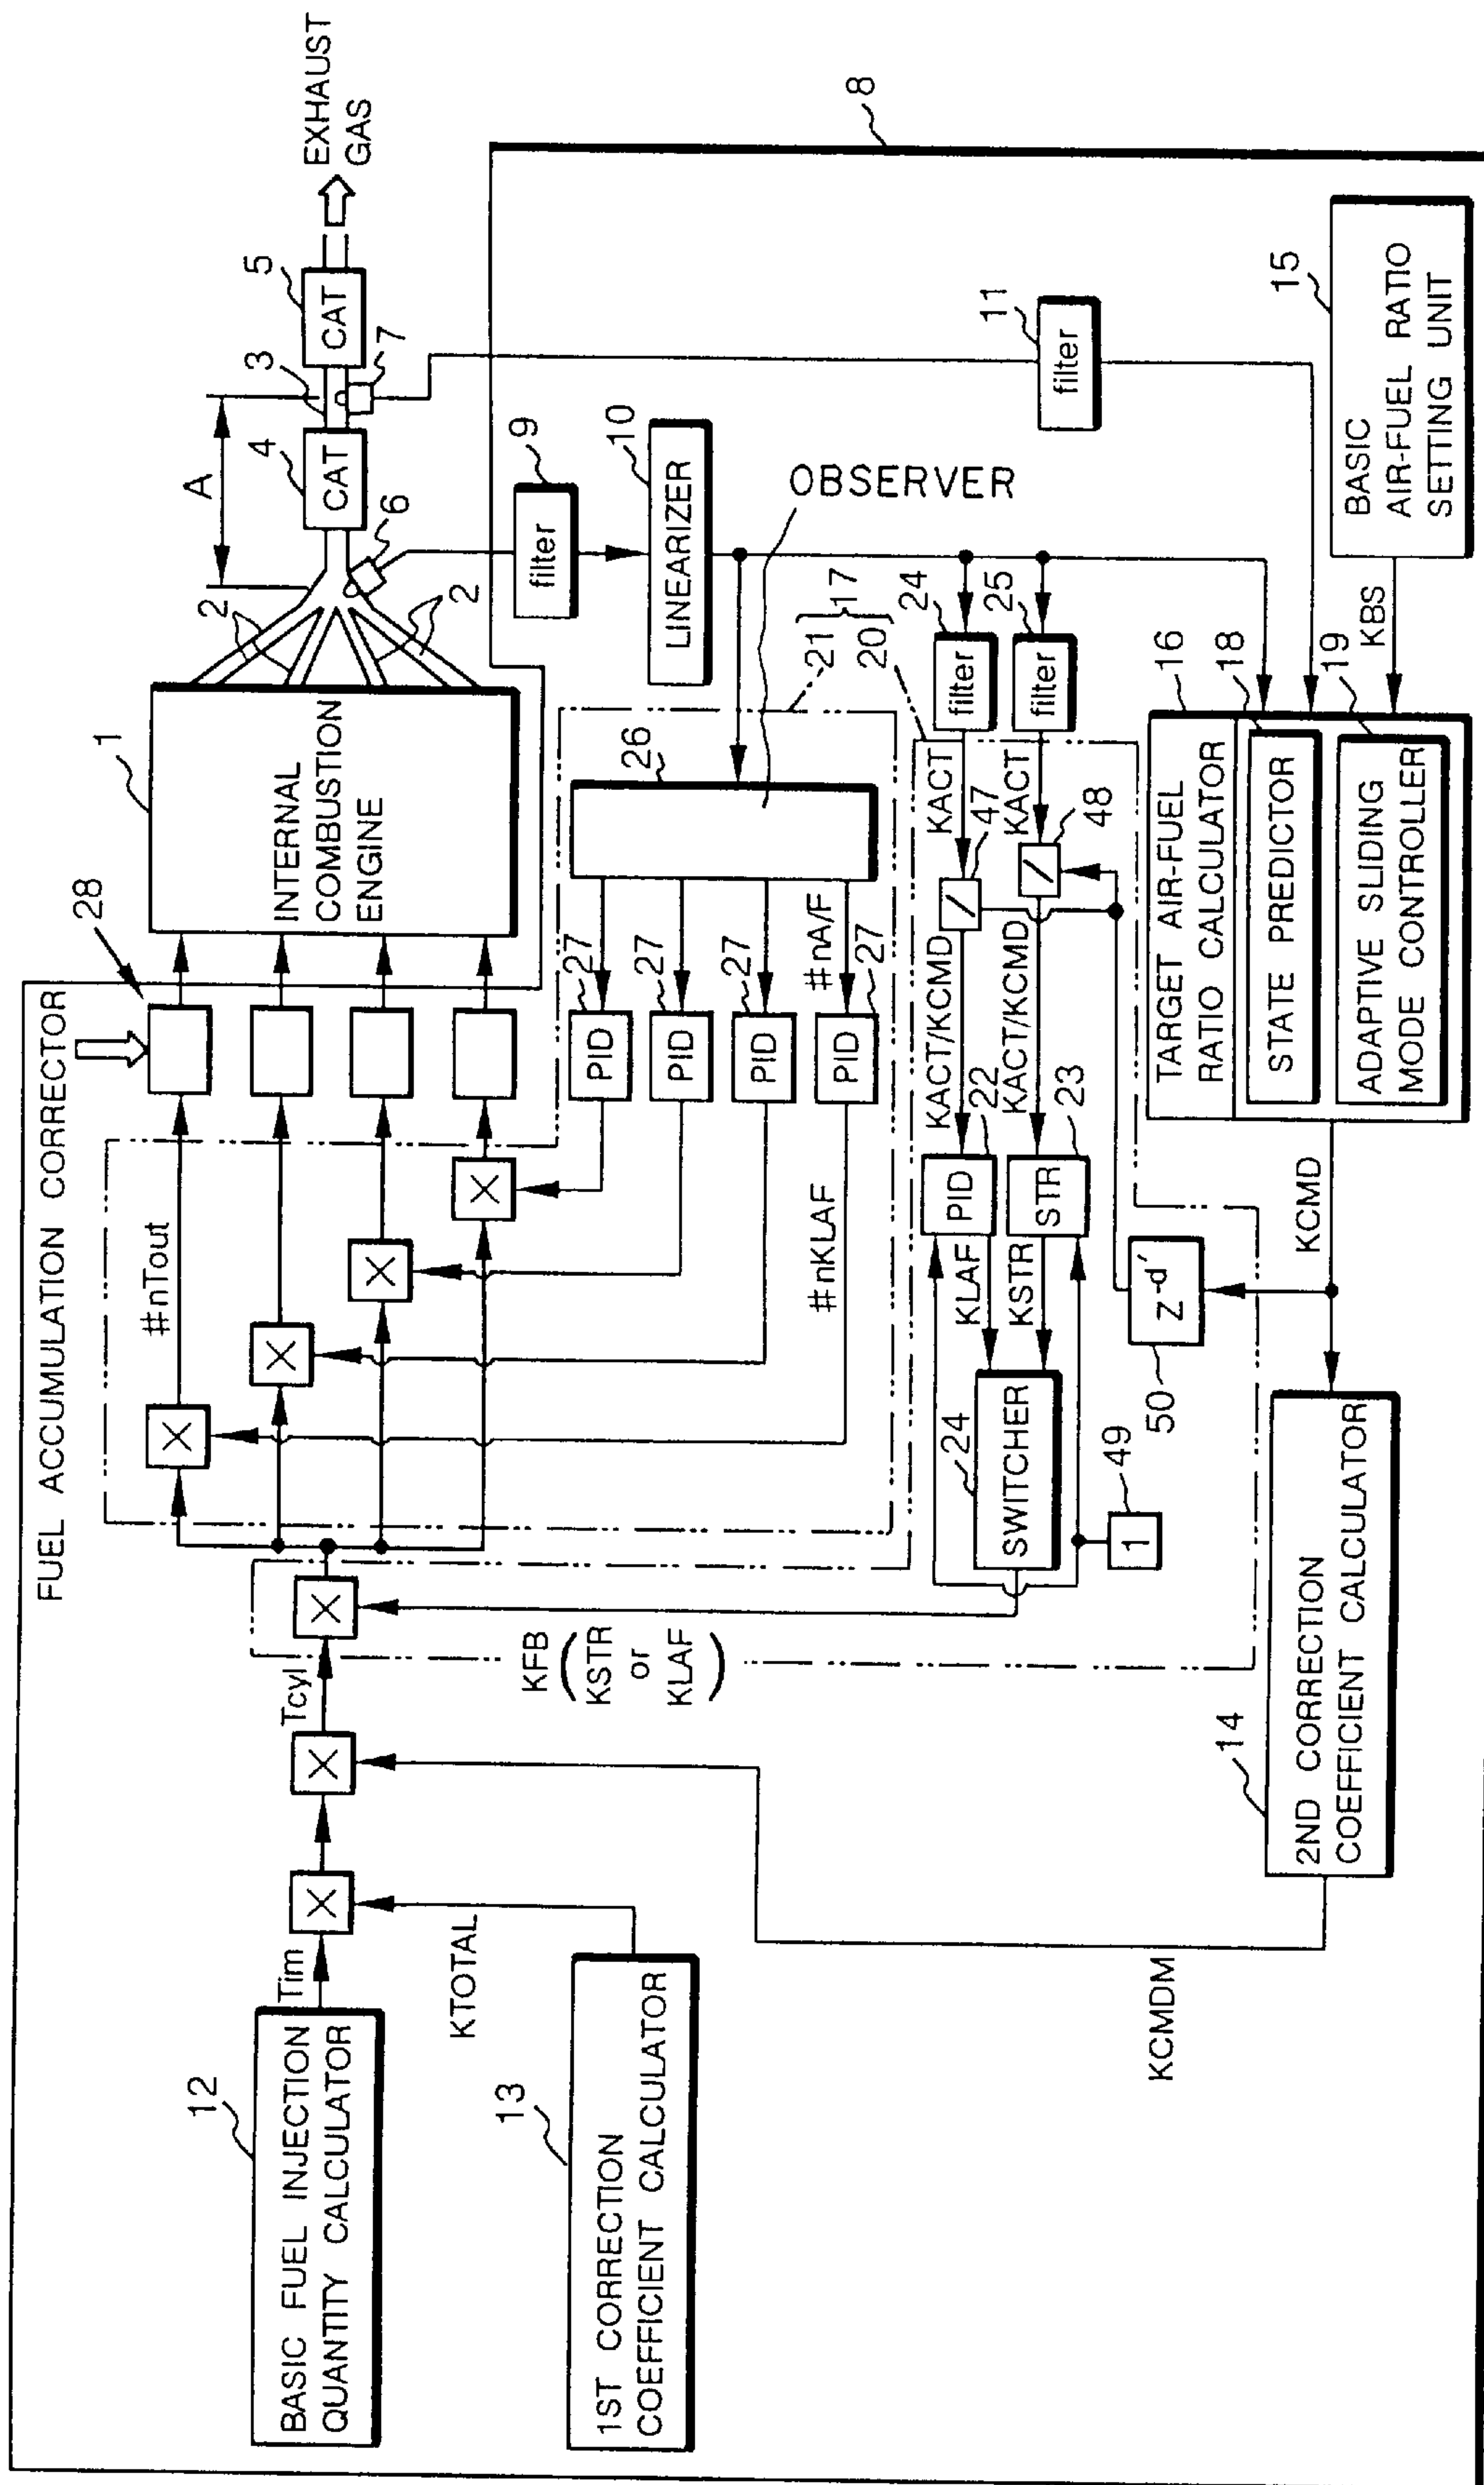 FUEL ACCUMULATION CORRECTOR
28
1
INTERNAL
COMBUSTION
ENGINE
2
2
A
4
3
5
CAT
CAT
6
7
EXHAUST
GAS
8
9
filter
10
LINEARIZER
11
filter
OBSERVER
12
BASIC FUEL INJECTION
QUANTITY CALCULATOR
Tim
×
KTOTAL
13
1ST CORRECTION
COEFFICIENT CALCULATOR
×
Tcyl
×
KFB (KSTR or KLAF)
KCMDM
#nTout
×
×
×
×
#nKLAF
26
27
PID
27
PID
27
PID
#nA/F
27
PID
21
20
17
24
filter
25
filter
KACT
KACT
47
/
48
/
KACT/KCMD
KACT/KCMD
22
PID
23
STR
KLAF
KSTR
24
SWITCHER
49
1
50
Z-d'
KCMD
14
2ND CORRECTION
COEFFICIENT CALCULATOR
16
TARGET AIR-FUEL
RATIO CALCULATOR
18
STATE PREDICTOR
19
ADAPTIVE SLIDING
MODE CONTROLLER
KBS
15
BASIC
AIR-FUEL RATIO
SETTING UNIT